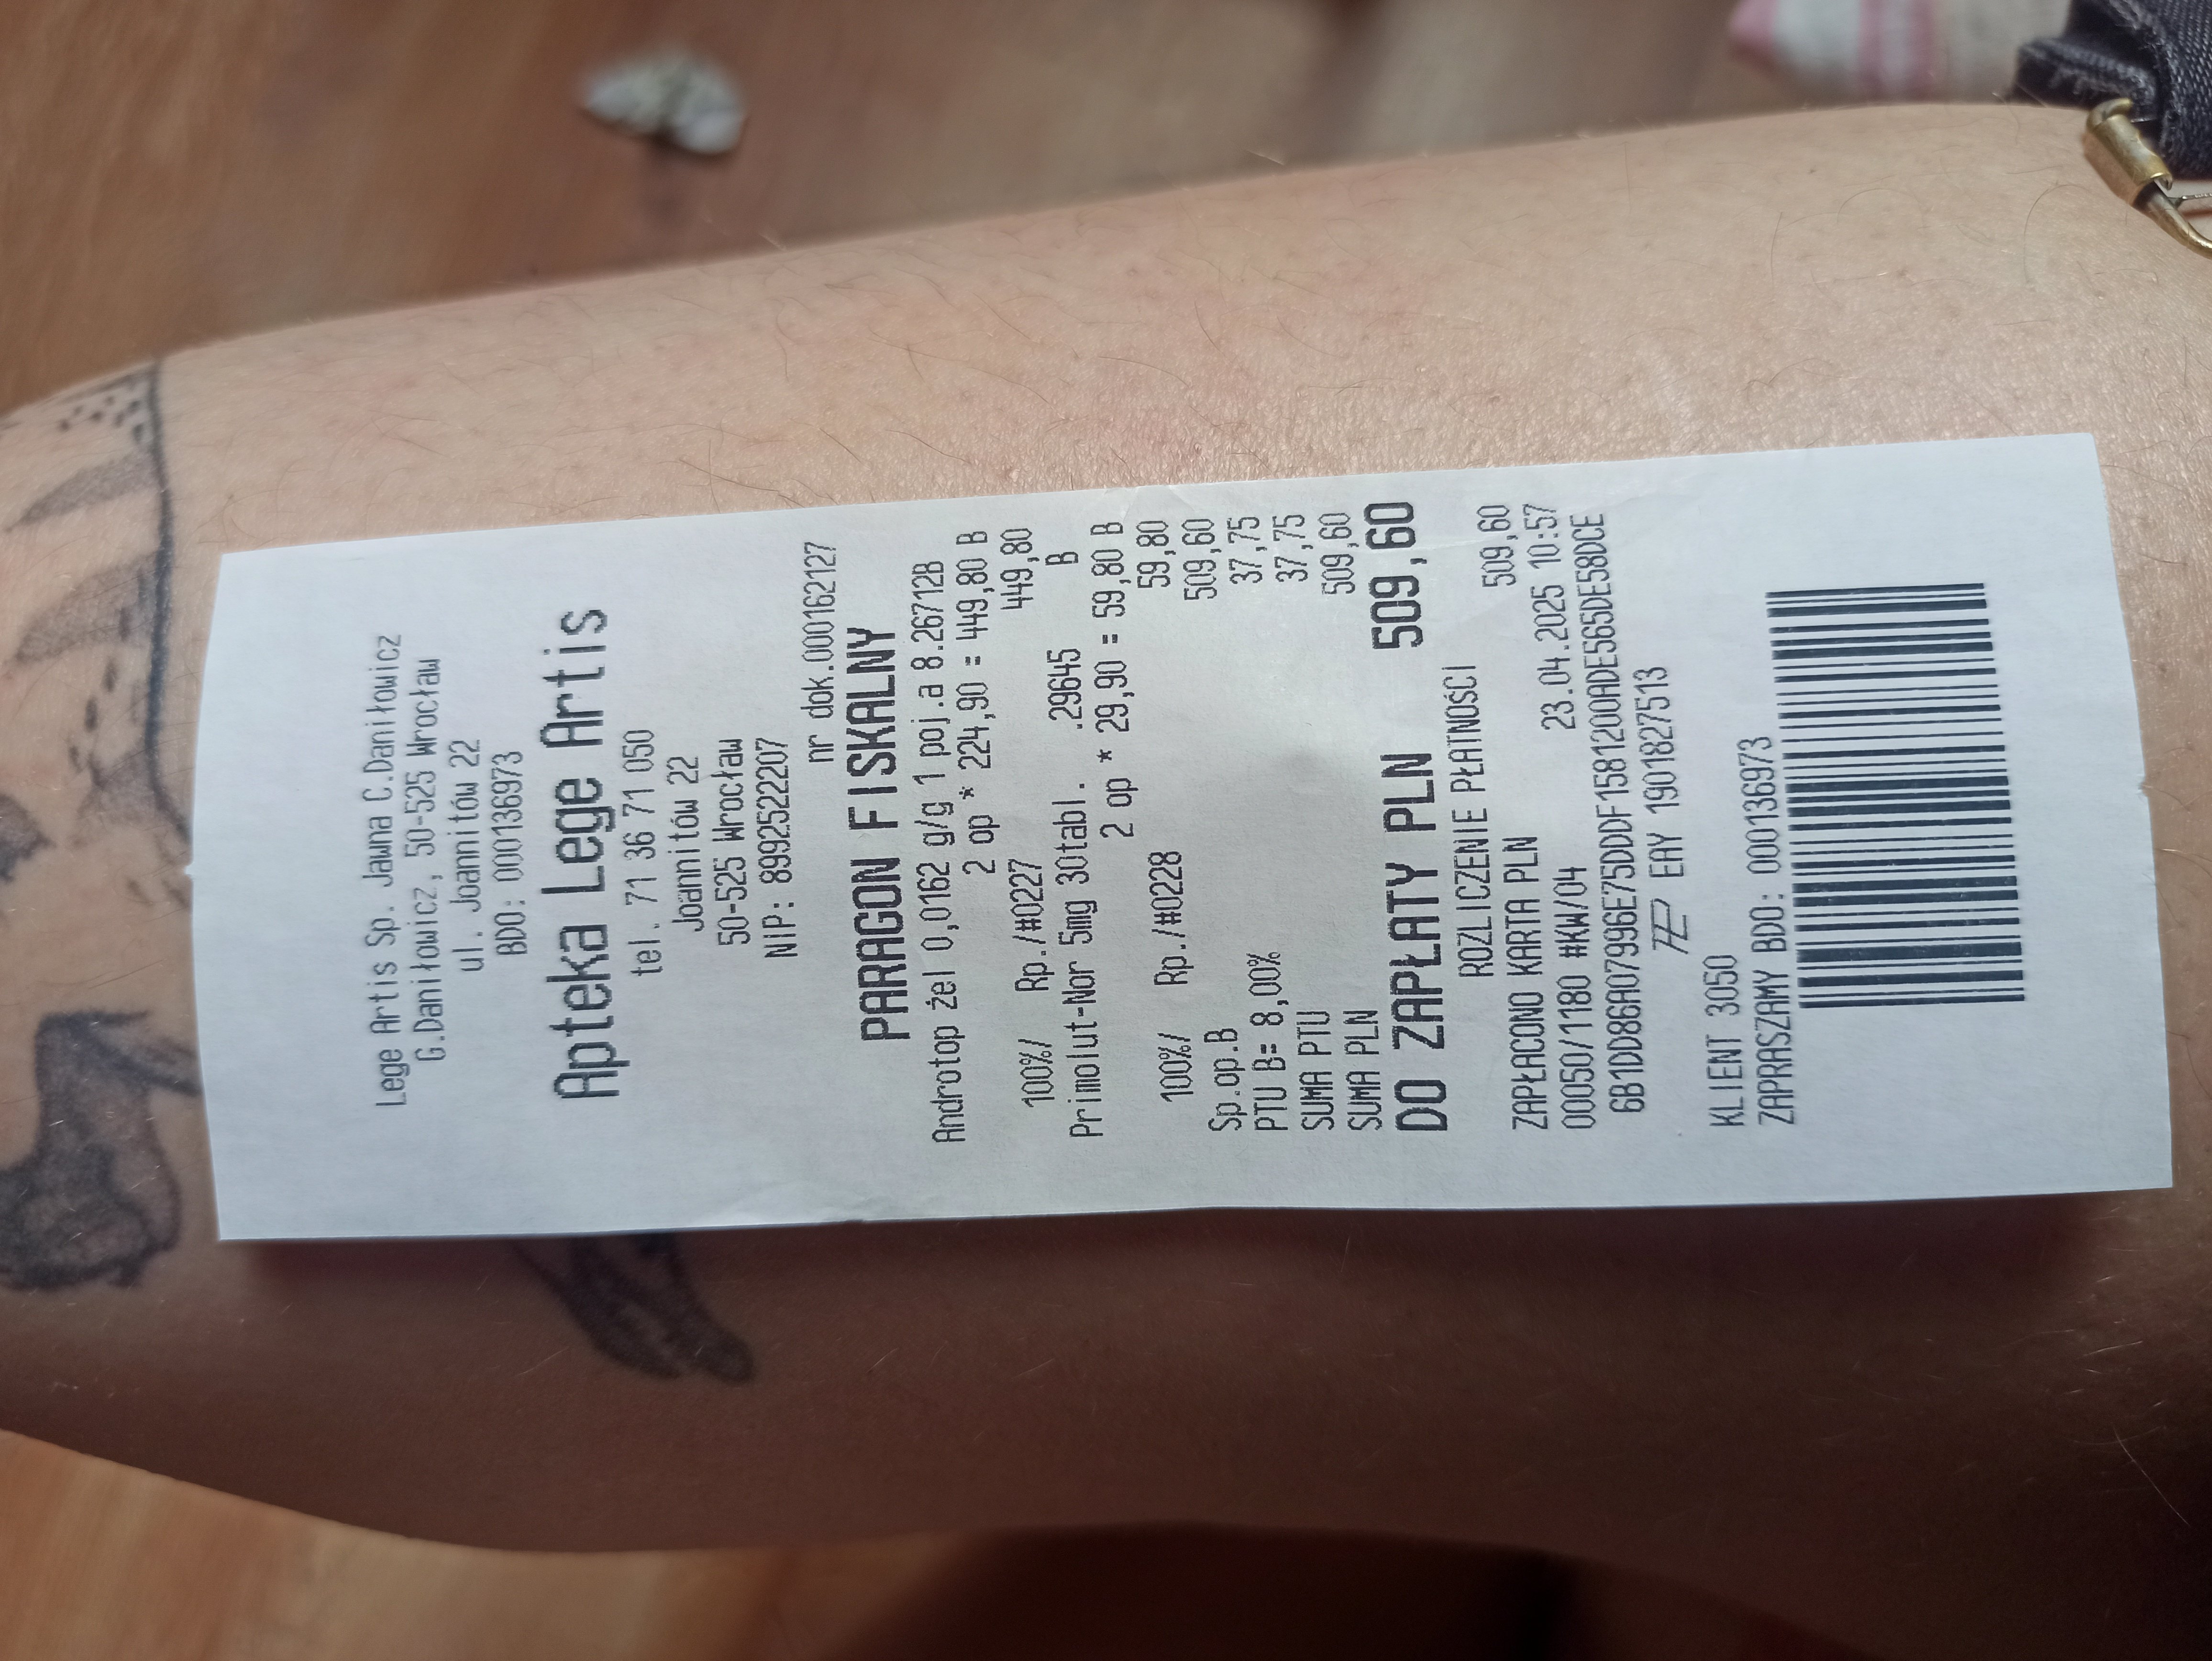 Lege Artis Sp. Jawna C.Daniłowicz
G.Daniłowicz, 50-525 Wrocław
ul. Joannitów 22
BDO: 000136973
Apteka Lege Artis
tel. 71 36 71 050
Joannitów 22
50-525 Wrocław
NIP: 8992522207
nr dok.000162127
PARAGON FISKALNY
Androtop żel 0,0162 g/g 1 poj.a 8.26712B
2 op * 224,90 = 449,80 B
100%/ Rp./#0227 449,80
Primolut-Nor 5mg 30tabl. .29645 B
2 op * 29,90 = 59,80 B
100%/ Rp./#0228 59,80
Sp.op.B 509,60
PTU B= 8,00% 37,75
SUMA PTU 37,75
SUMA PLN 509,60
DO ZAPŁATY PLN 509,60
ROZLICZENIE PŁATNOŚCI
ZAPŁACONO KARTA PLN 509,60
00050/1180 #KW/04 23.04.2025 10:57
6B1DD86A07996E75DDDF1581200ADE565DE58DCE
EAY 1901827513
KLIENT 3050
ZAPRASZAMY BDO: 000136973